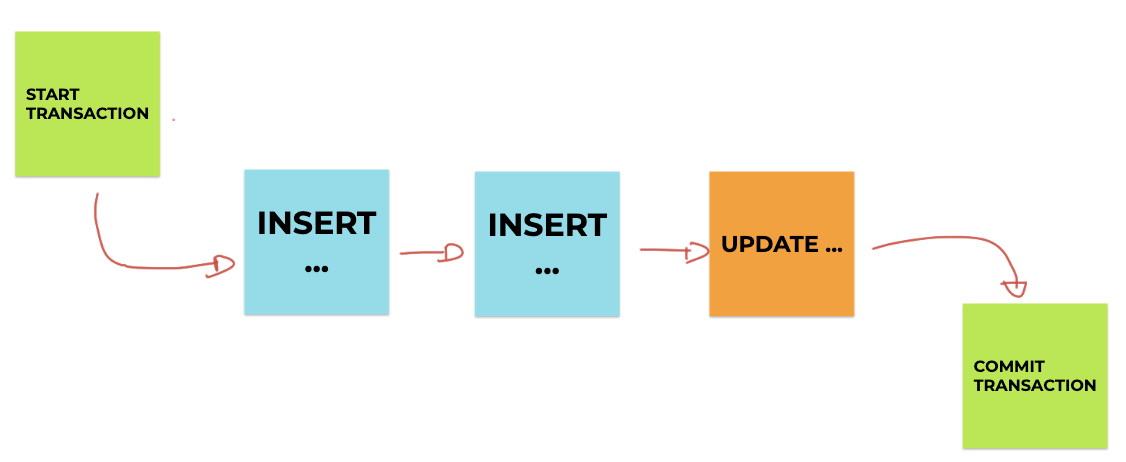 START
TRANSACTION
INSERT
...
INSERT
...
UPDATE ...
COMMIT
TRANSACTION